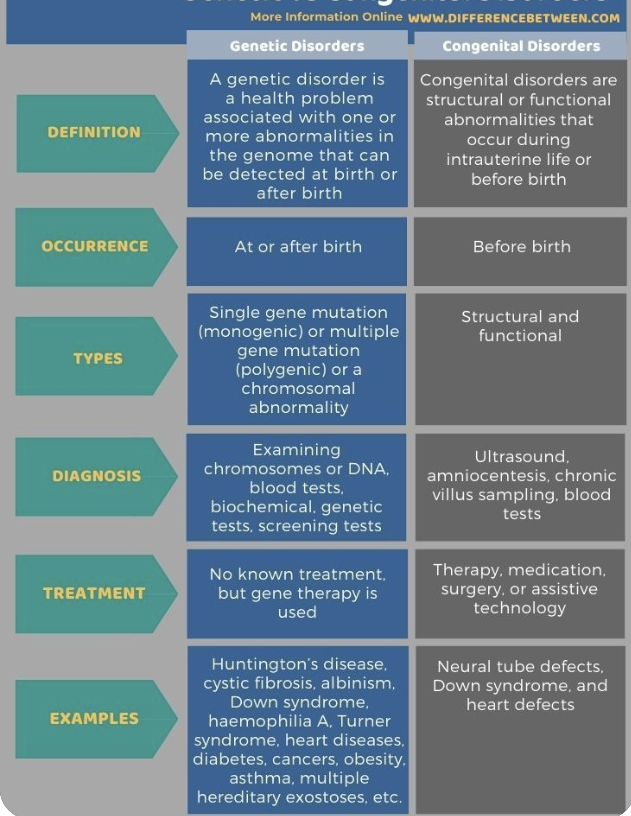 More Information Online WWW.DIFFERENCEBETWEEN.COM
Genetic Disorders
Congenital Disorders
DEFINITION
A genetic disorder is
a health problem
associated with one or
more abnormalities in
the genome that can
be detected at birth or
after birth
Congenital disorders are
structural or functional
abnormalities that
occur during
intrauterine life or
before birth
OCCURRENCE
At or after birth
Before birth
TYPES
Single gene mutation
(monogenic) or multiple
gene mutation
(polygenic) or a
chromosomal
abnormality
Structural and
functional
DIAGNOSIS
Examining
chromosomes or DNA,
blood tests,
biochemical, genetic
tests, screening tests
Ultrasound,
amniocentesis, chronic
villus sampling, blood
tests
TREATMENT
No known treatment,
but gene therapy is
used
Therapy, medication,
surgery, or assistive
technology
EXAMPLES
Huntington's disease,
cystic fibrosis, albinism,
Down syndrome,
haemophilia A, Turner
syndrome, heart diseases,
diabetes, cancers, obesity,
asthma, multiple
hereditary exostoses, etc.
Neural tube defects,
Down syndrome, and
heart defects